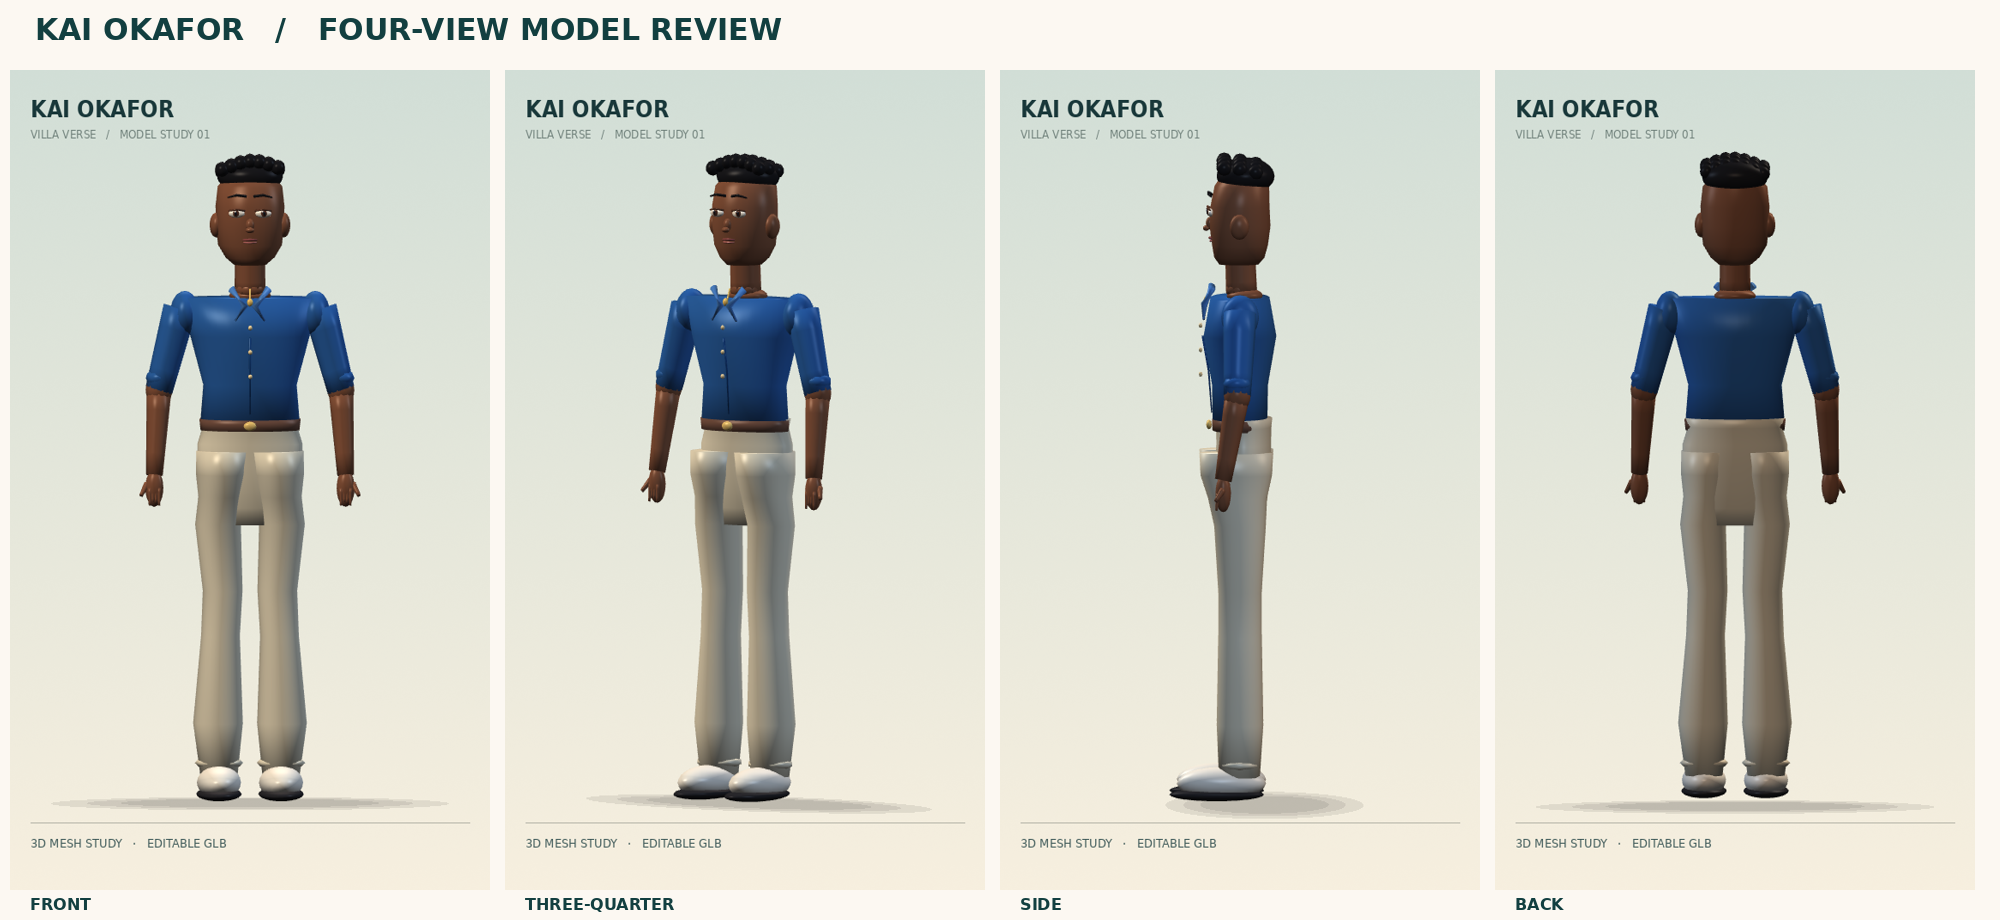 KAI OKAFOR / FOUR-VIEW MODEL REVIEW
KAI OKAFOR
VILLA VERSE / MODEL STUDY 01
3D MESH STUDY · EDITABLE GLB
FRONT
KAI OKAFOR
VILLA VERSE / MODEL STUDY 01
3D MESH STUDY · EDITABLE GLB
THREE-QUARTER
KAI OKAFOR
VILLA VERSE / MODEL STUDY 01
3D MESH STUDY · EDITABLE GLB
SIDE
KAI OKAFOR
VILLA VERSE / MODEL STUDY 01
3D MESH STUDY · EDITABLE GLB
BACK